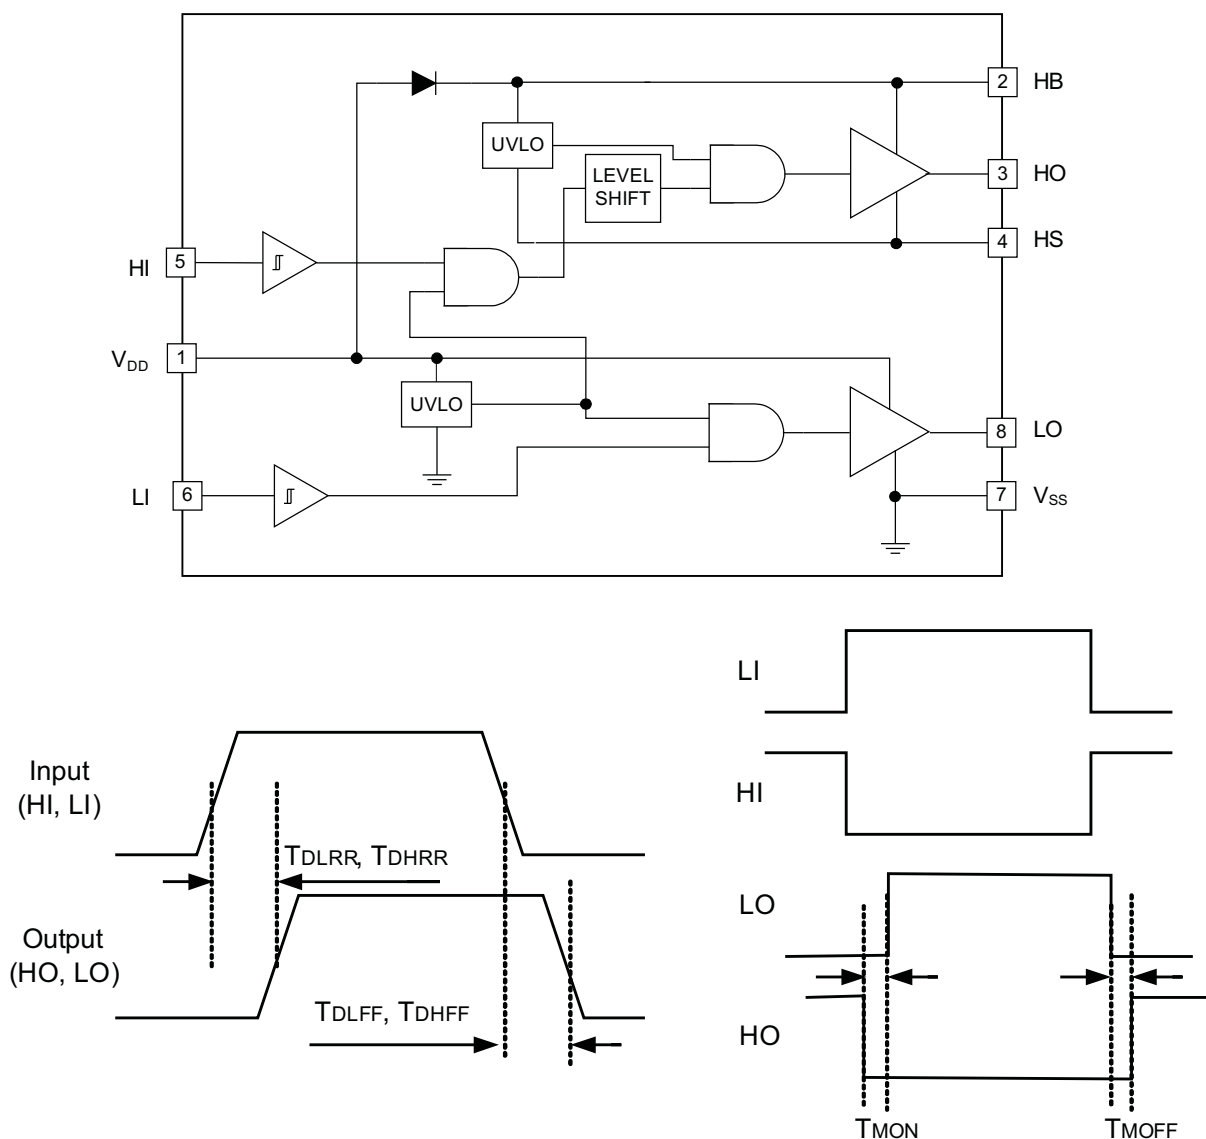 2 HB
UVLO
LEVEL
SHIFT
3 HO
4 HS
HI 5
VDD 1
UVLO
8 LO
LI 6
7 VSS
LI
Input
(HI, LI)
HI
TDLRR, TDHRR
LO
Output
(HO, LO)
TDLFF, TDHFF
HO
TMON
TMOFF